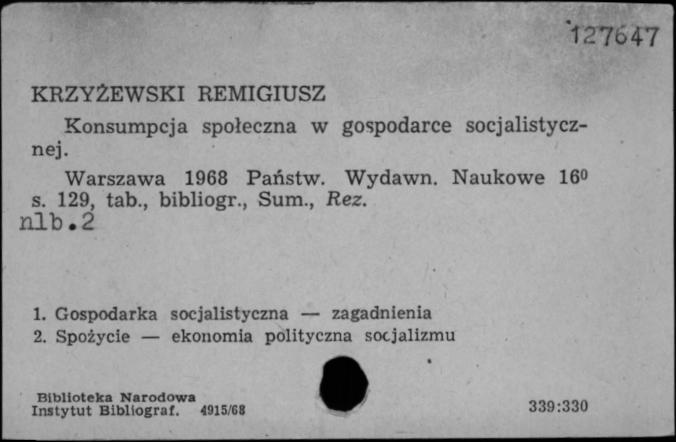 127647
KRZYŻEWSKI REMIGIUSZ
Konsumpcja społeczna w gospodarce socjalistycz-
nej.
Warszawa 1968 Państw. Wydawn. Naukowe 16⁰
s. 129, tab., bibliogr., Sum., Rez.
nlb.2
1. Gospodarka socjalistyczna — zagadnienia
2. Spożycie — ekonomia polityczna socjalizmu
Biblioteka Narodowa
Instytut Bibliograf. 4915/68
339:330